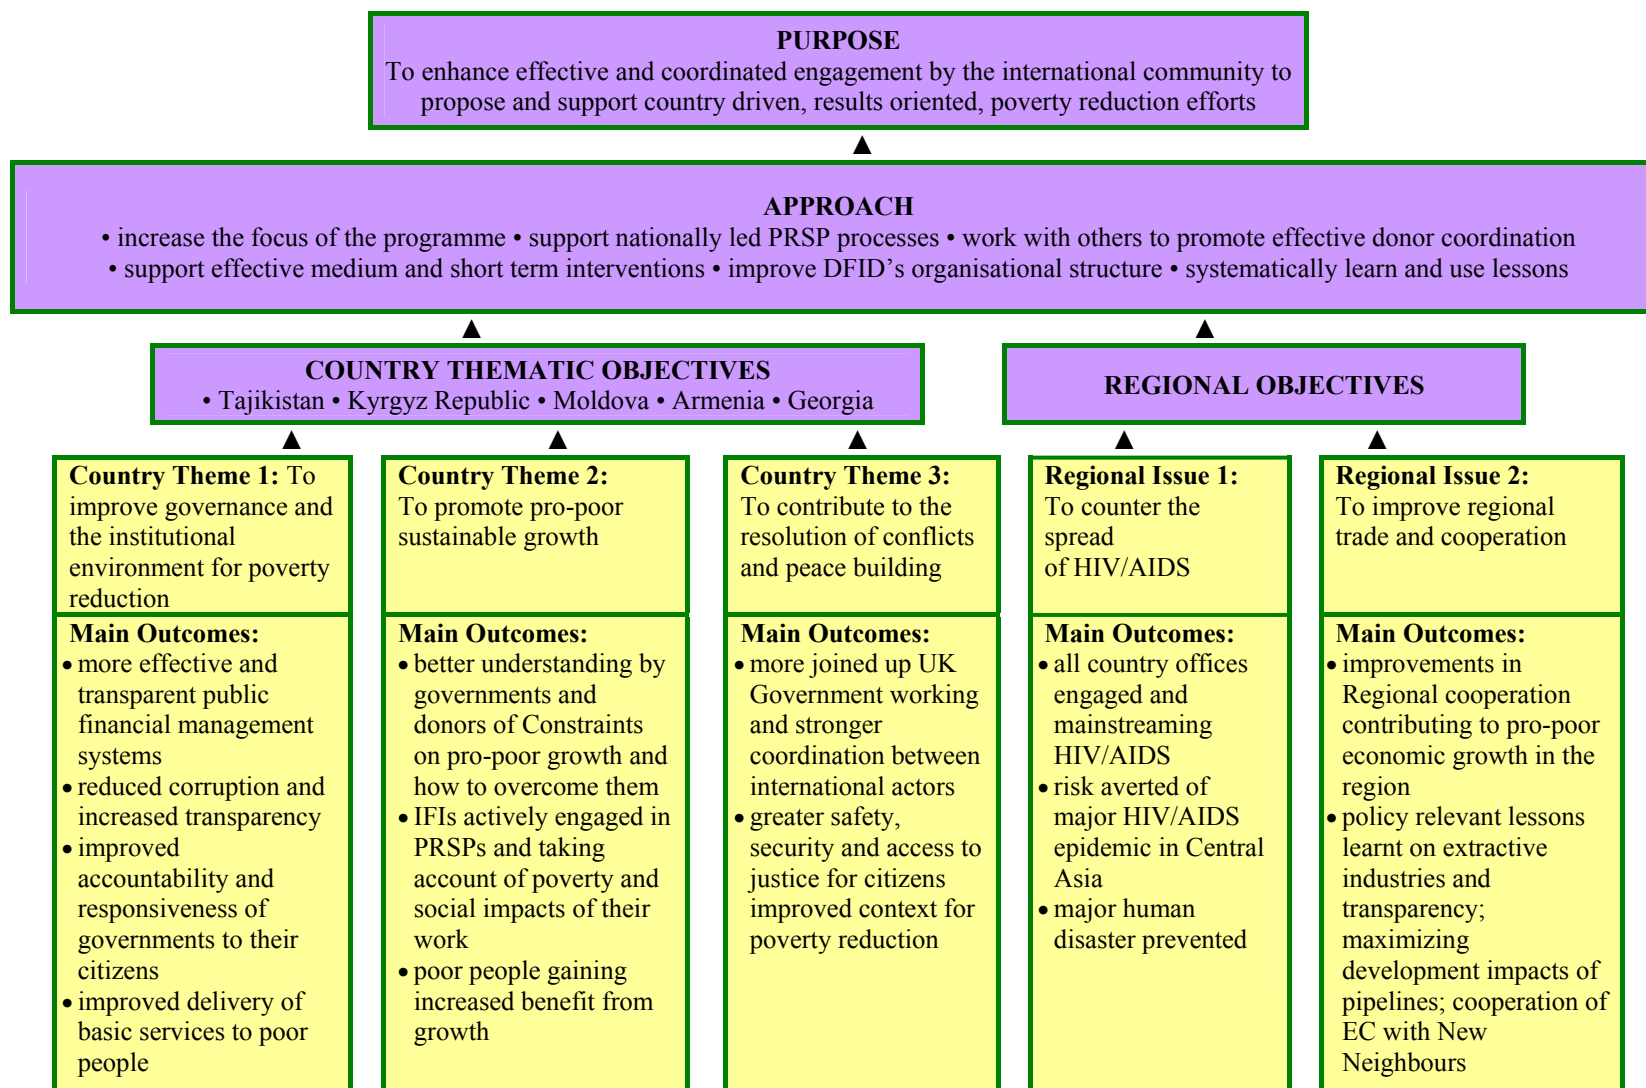 PURPOSE
To enhance effective and coordinated engagement by the international community to
propose and support country driven, results oriented, poverty reduction efforts
▲
APPROACH
• increase the focus of the programme • support nationally led PRSP processes • work with others to promote effective donor coordination
• support effective medium and short term interventions • improve DFID’s organisational structure • systematically learn and use lessons
▲ ▲
COUNTRY THEMATIC OBJECTIVES
• Tajikistan • Kyrgyz Republic • Moldova • Armenia • Georgia
REGIONAL OBJECTIVES
▲ ▲ ▲ ▲ ▲
Country Theme 1: To
improve governance and
the institutional
environment for poverty
reduction
Main Outcomes:
• more effective and
transparent public
financial management
systems
• reduced corruption and
increased transparency
• improved
accountability and
responsiveness of
governments to their
citizens
• improved delivery of
basic services to poor
people
Country Theme 2:
To promote pro-poor
sustainable growth
Main Outcomes:
• better understanding by
governments and
donors of Constraints
on pro-poor growth and
how to overcome them
• IFIs actively engaged in
PRSPs and taking
account of poverty and
social impacts of their
work
• poor people gaining
increased benefit from
growth
Country Theme 3:
To contribute to the
resolution of conflicts
and peace building
Main Outcomes:
• more joined up UK
Government working
and stronger
coordination between
international actors
• greater safety,
security and access to
justice for citizens
improved context for
poverty reduction
Regional Issue 1:
To counter the
spread
of HIV/AIDS
Main Outcomes:
• all country offices
engaged and
mainstreaming
HIV/AIDS
• risk averted of
major HIV/AIDS
epidemic in Central
Asia
• major human
disaster prevented
Regional Issue 2:
To improve regional
trade and cooperation
Main Outcomes:
• improvements in
Regional cooperation
contributing to pro-poor
economic growth in the
region
• policy relevant lessons
learnt on extractive
industries and
transparency;
maximizing
development impacts of
pipelines; cooperation of
EC with New
Neighbours